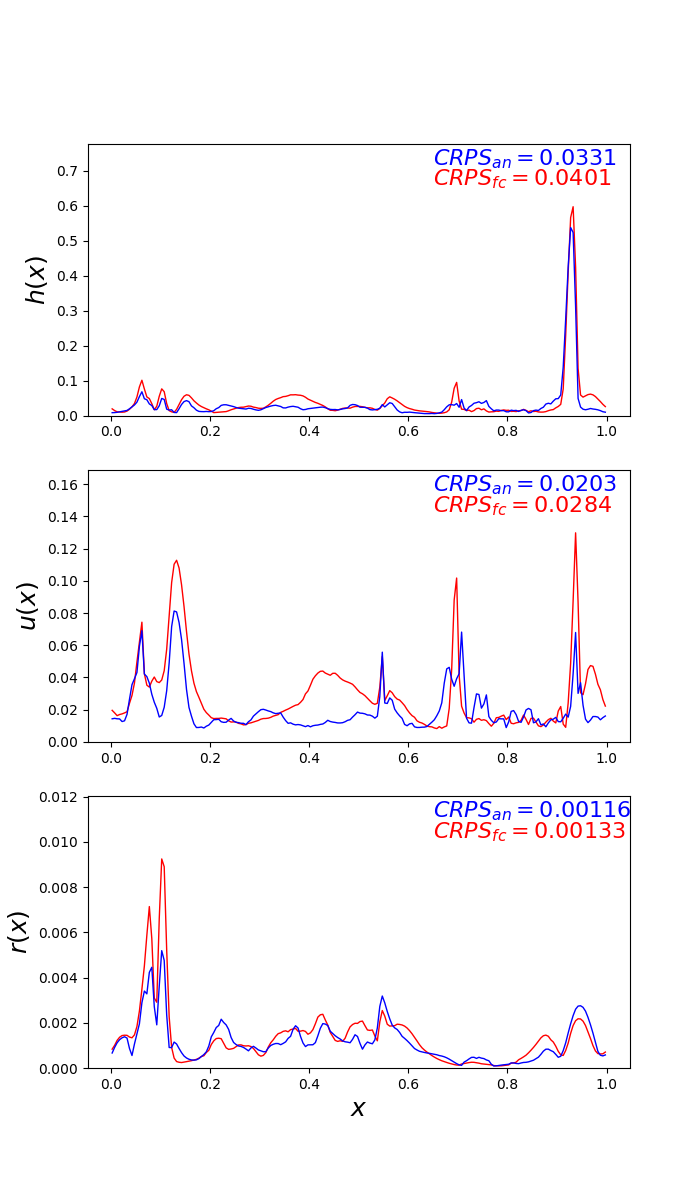 CRPS_an = 0.0331
CRPS_fc = 0.0401
0.7
0.6
0.5
0.4
0.3
0.2
0.1
0.0
h(x)
0.0 0.2 0.4 0.6 0.8 1.0
CRPS_an = 0.0203
CRPS_fc = 0.0284
0.16
0.14
0.12
0.10
0.08
0.06
0.04
0.02
0.00
u(x)
0.0 0.2 0.4 0.6 0.8 1.0
CRPS_an = 0.00116
CRPS_fc = 0.00133
0.012
0.010
0.008
0.006
0.004
0.002
0.000
r(x)
0.0 0.2 0.4 0.6 0.8 1.0
x